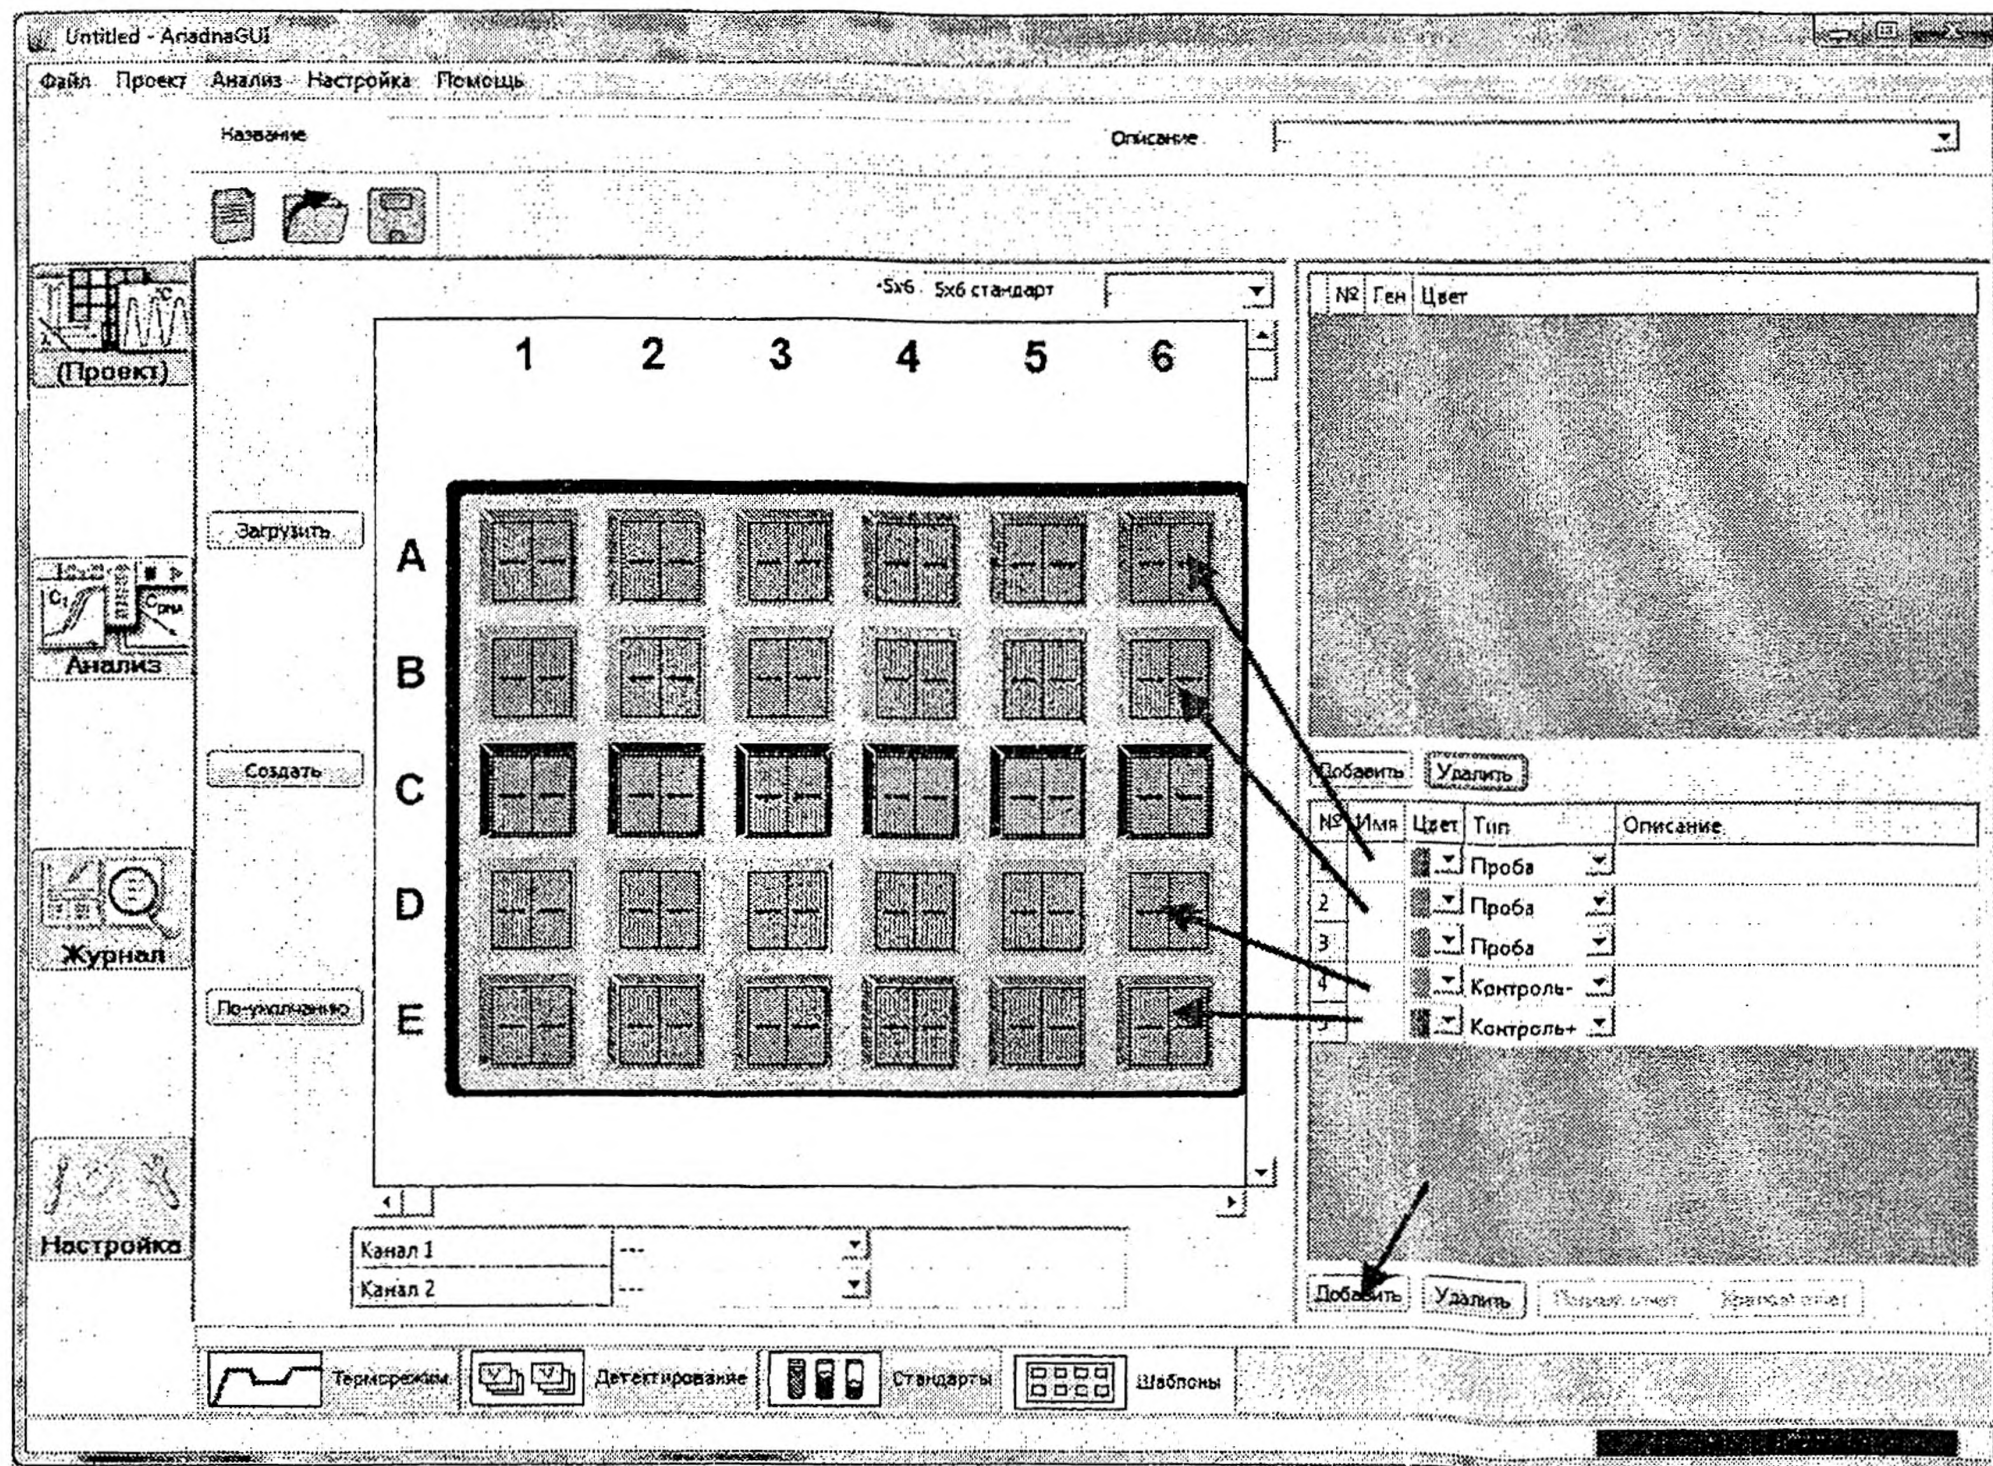 Untitled - AriadnaGUI
Файл Проект Анализ Настройка Помощь
Название
Описание
5x6 5x6 стандарт
№ Ген Цвет
1 2 3 4 5 6
(Проект)
Загрузить
A
Анализ
B
Создать
C
Добавить Удалить
№ Имя Цвет Тип Описание
Проба
2 Проба
3 Проба
4 Контроль-
5 Контроль+
D
Журнал
По-умолчанию
E
Настройка
Канал 1 ---
Канал 2 ---
Добавить Удалить
Терморежим Детектирование Стандарты Шаблоны